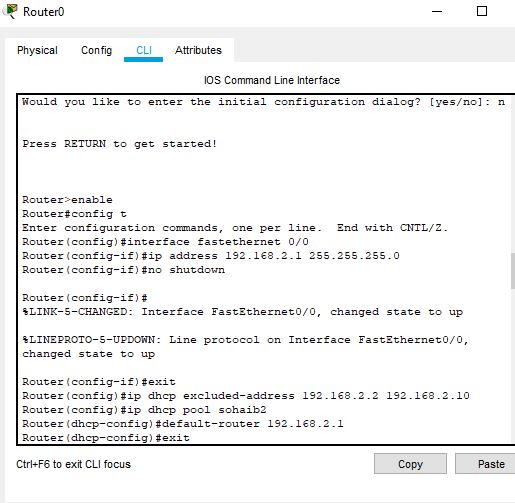 Router0
Physical Config CLI Attributes
IOS Command Line Interface
Would you like to enter the initial configuration dialog? [yes/no]: n
Press RETURN to get started!
Router>enable
Router#config t
Enter configuration commands, one per line.  End with CNTL/Z.
Router(config)#interface fastethernet 0/0
Router(config-if)#ip address 192.168.2.1 255.255.255.0
Router(config-if)#no shutdown
Router(config-if)#
%LINK-5-CHANGED: Interface FastEthernet0/0, changed state to up
%LINEPROTO-5-UPDOWN: Line protocol on Interface FastEthernet0/0,
changed state to up
Router(config-if)#exit
Router(config)#ip dhcp excluded-address 192.168.2.2 192.168.2.10
Router(config)#ip dhcp pool sohaib2
Router(dhcp-config)#default-router 192.168.2.1
Router(dhcp-config)#exit
Ctrl+F6 to exit CLI focus Copy Paste